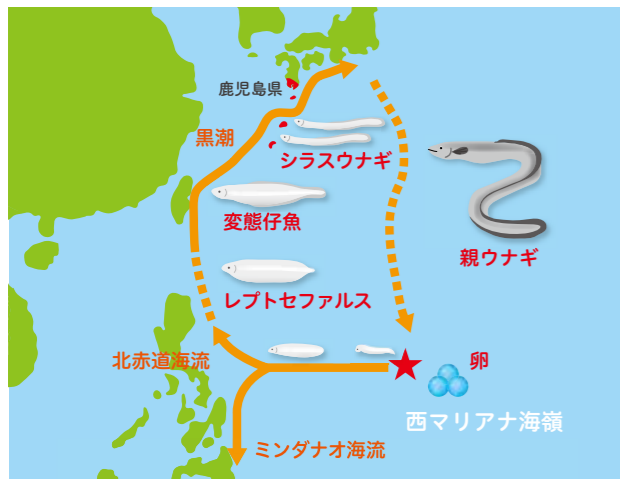 鹿児島県
黒潮
シラスウナギ
変態仔魚
親ウナギ
レプトセファルス
北赤道海流
卵
西マリアナ海嶺
ミンダナオ海流